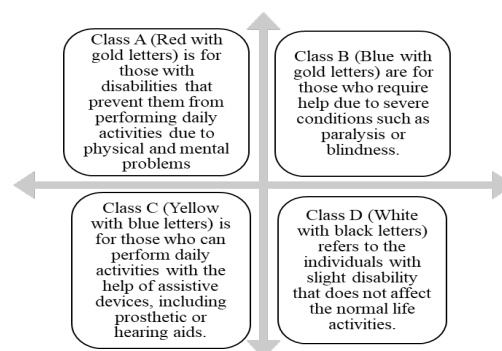 Class A (Red with
gold letters) is for
those with
disabilities that
prevent them from
performing daily
activities due to
physical and mental
problems
Class B (Blue with
gold letters) are for
those who require
help due to severe
conditions such as
paralysis or
blindness.
Class C (Yellow
with blue letters) is
for those who can
perform daily
activities with the
help of assistive
devices, including
prosthetic or
hearing aids.
Class D (White
with black letters)
refers to the
individuals with
slight disability
that does not affect
the normal life
activities.